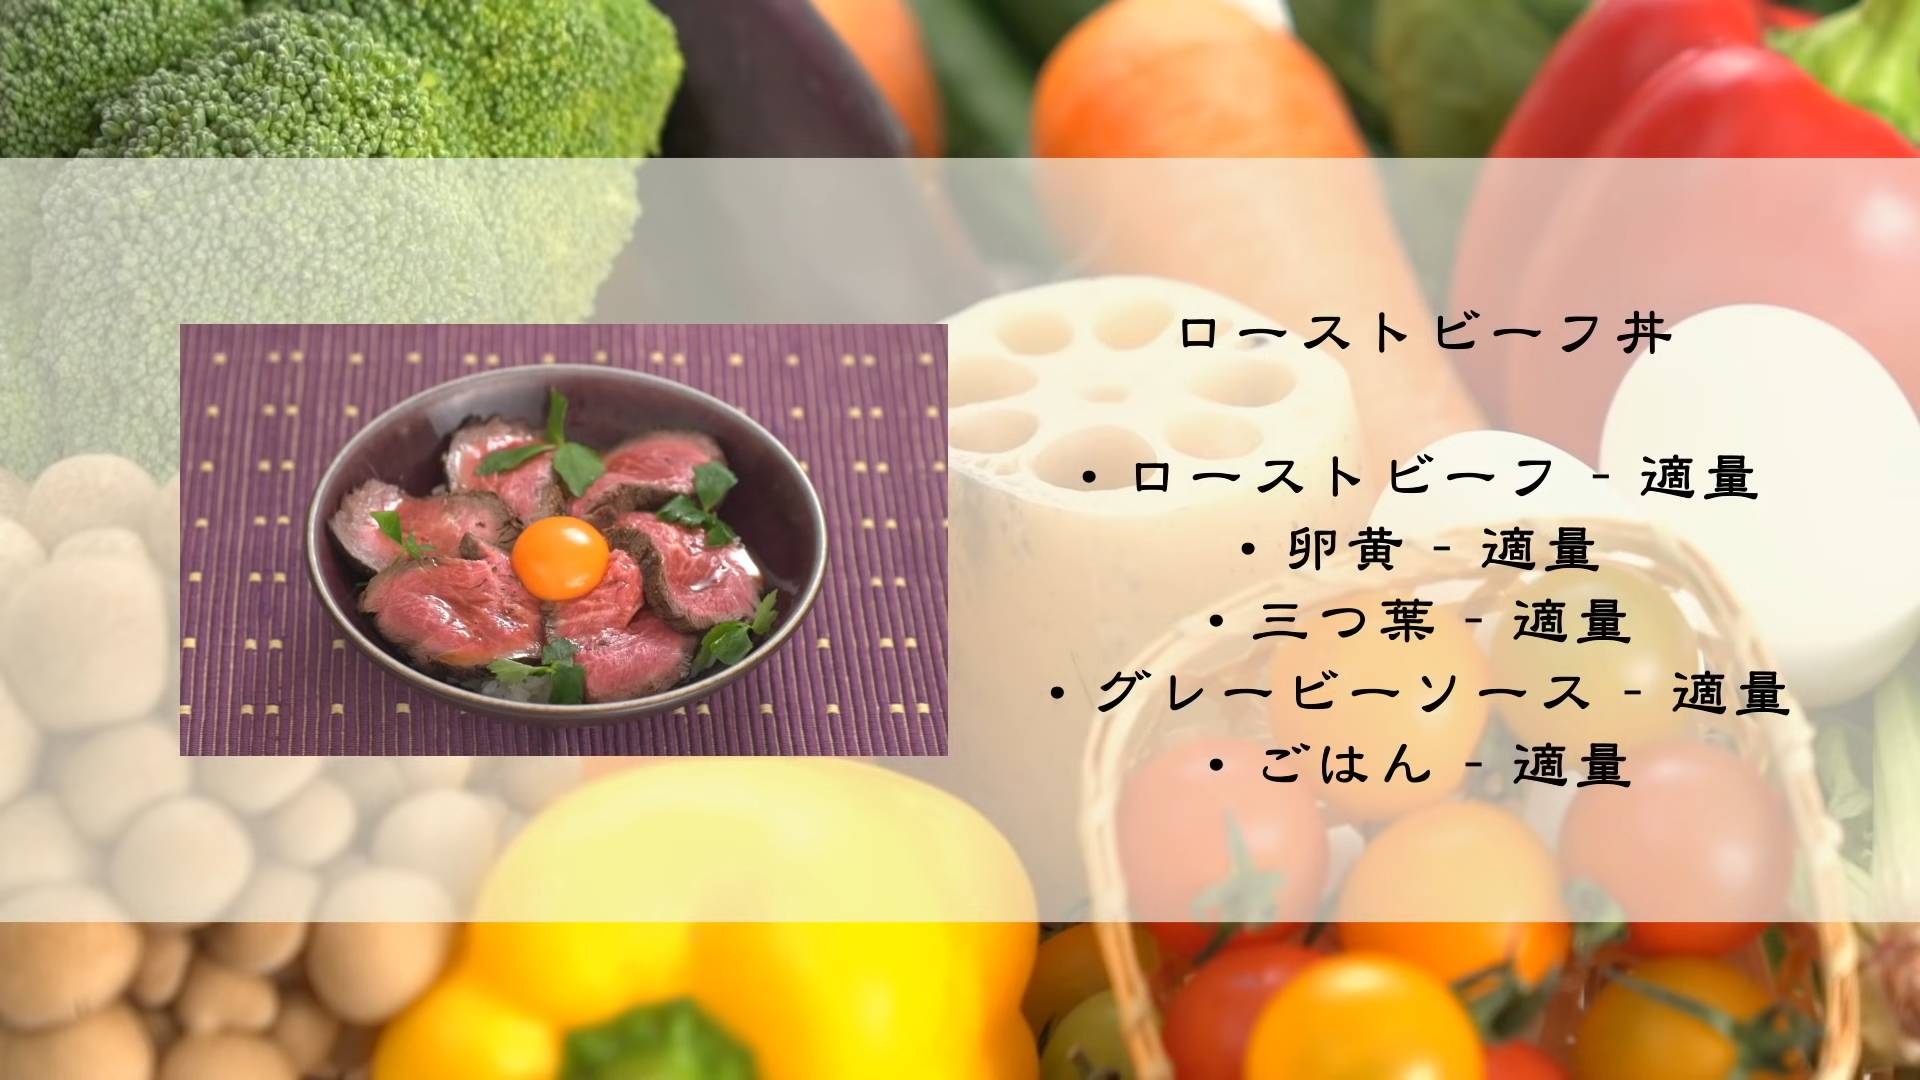 ローストビーフ丼
• ローストビーフ - 適量
• 卵黄 - 適量
• 三つ葉 - 適量
• グレービーソース - 適量
• ごはん - 適量